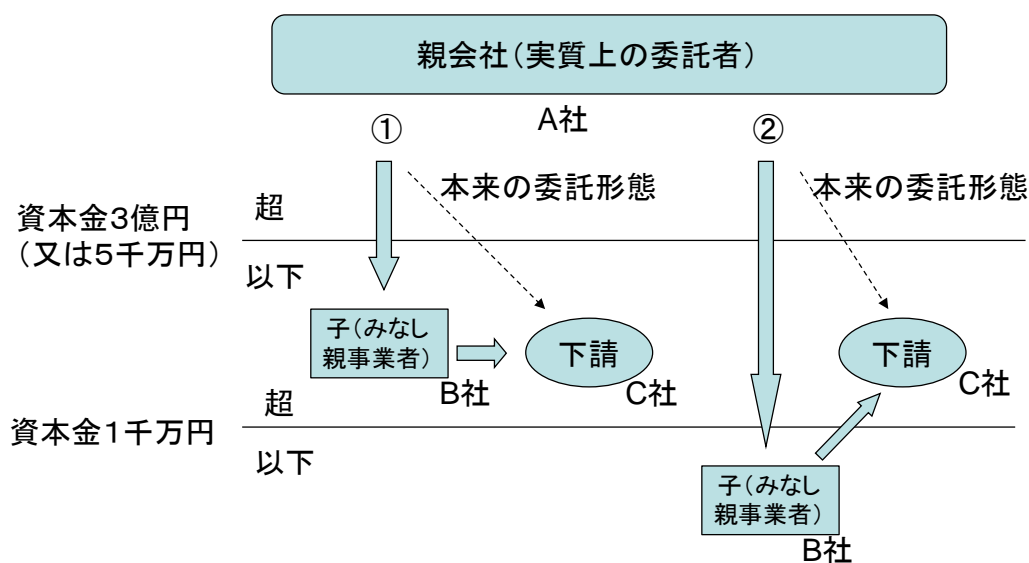 親会社（実質上の委託者）
A社
①
②
本来の委託形態
本来の委託形態
超
資本金３億円
（又は５千万円）
以下
子（みなし
親事業者）
下請
下請
B社
C社
C社
超
資本金１千万円
以下
子（みなし
親事業者）
B社